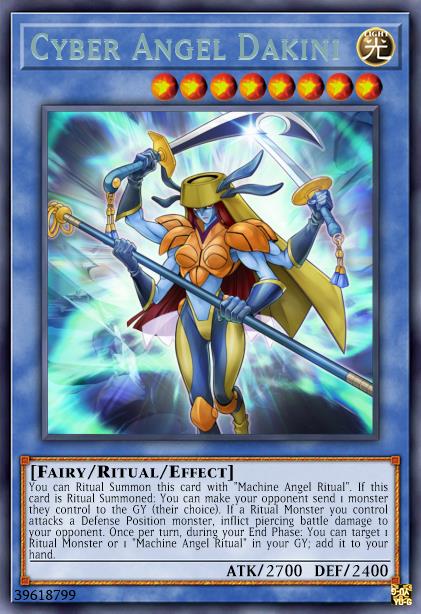 CYBER ANGEL DAKINI
LIGHT
光
[FAIRY/RITUAL/EFFECT]
You can Ritual Summon this card with "Machine Angel Ritual". If this
card is Ritual Summoned: You can make your opponent send 1 monster
they control to the GY (their choice). If a Ritual Monster you control
attacks a Defense Position monster, inflict piercing battle damage to
your opponent. Once per turn, during your End Phase: You can target 1
Ritual Monster or 1 "Machine Angel Ritual" in your GY; add it to your
hand.
ATK/2700 DEF/2400
39618799